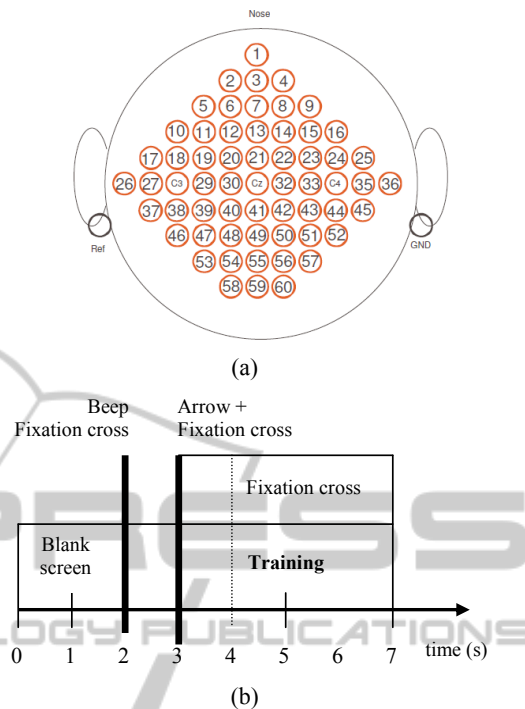 Nose
1
2 3 4
5 6 7 8 9
10 11 12 13 14 15 16
17 18 19 20 21 22 23 24 25
26 27 C3 29 30 Cz 32 33 C4 35 36
37 38 39 40 41 42 43 44 45
Ref
46 47 48 49 50 51 52
GND
53 54 55 56 57
58 59 60
(a)
Beep
Fixation cross
Arrow +
Fixation cross
Fixation cross
Blank
screen
Training
PRESS
OLOGY PUBLICATIONS
0 1 2 3 4 5 6 7 time (s)
(b)